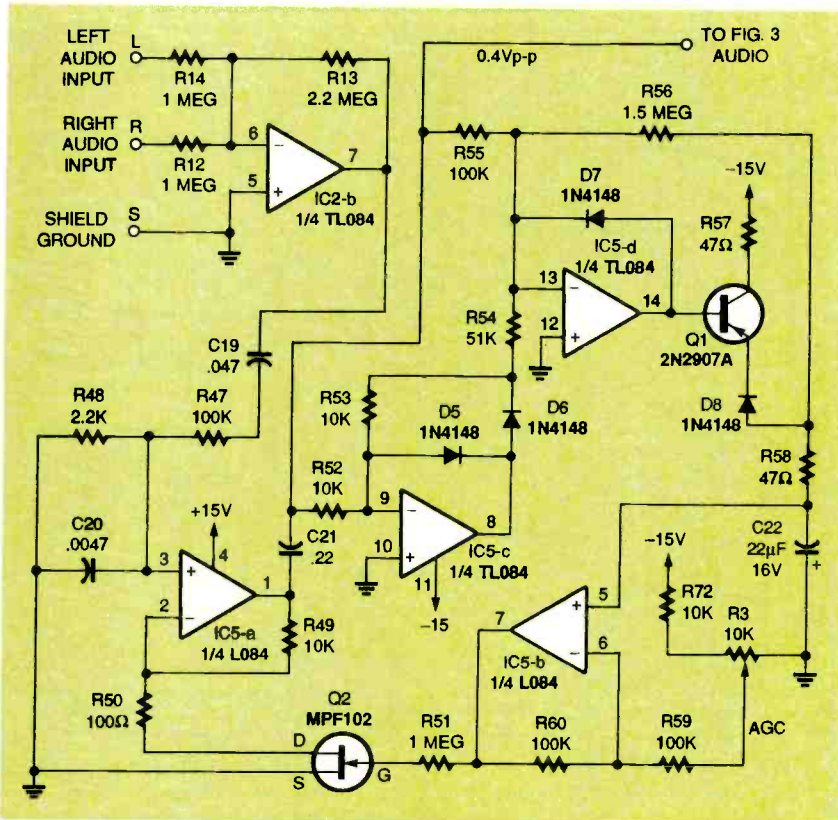 LEFT
AUDIO
INPUT
L
R14
1 MEG
R13
2.2 MEG
RIGHT
AUDIO
INPUT
R
R12
1 MEG
6
−
7
5
+
IC2-b
1/4 TL084
SHIELD
GROUND
S
0.4Vp-p
TO FIG. 3
AUDIO
R56
1.5 MEG
R55
100K
−15V
D7
1N4148
R57
47Ω
IC5-d
1/4 TL084
13
−
14
12
+
R54
51K
Q1
2N2907A
C19
.047
R48
2.2K
R47
100K
R53
10K
D5
1N4148
D6
1N4148
D8
1N4148
R52
10K
R58
47Ω
C20
.0047
+15V
4
3
+
1
2
−
IC5-a
1/4 L084
C21
.22
9
−
8
10
+
IC5-c
1/4 TL084
11
−15
C22
22µF
16V
+
−15V
R72
10K
R3
10K
R49
10K
5
+
7
6
−
IC5-b
1/4 L084
R50
100Ω
Q2
MPF102
D
S
G
R51
1 MEG
R60
100K
R59
100K
AGC